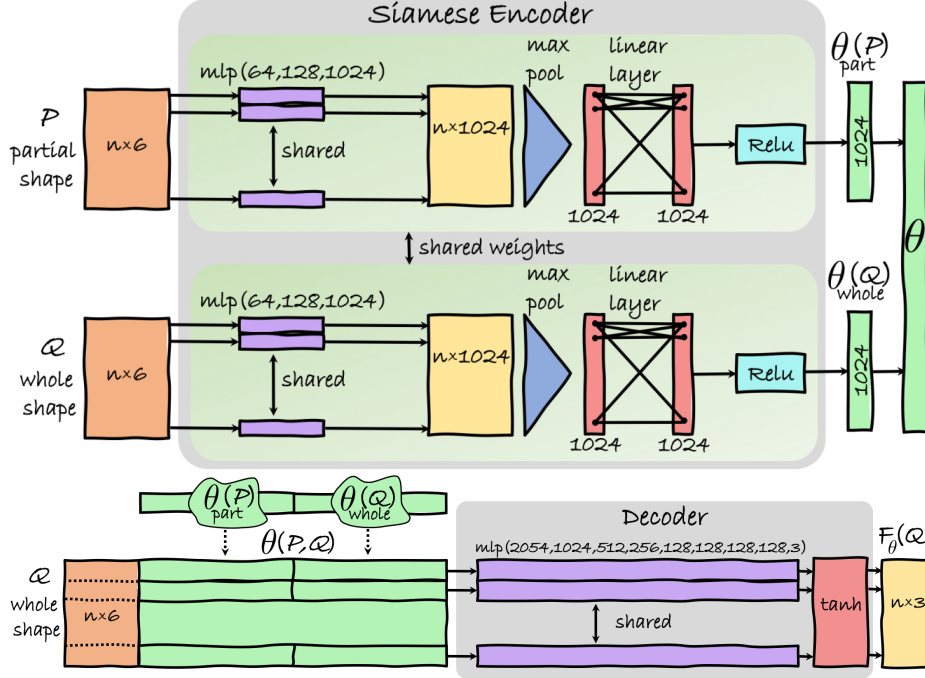 Siamese Encoder
P
partial
shape
n×6
mlp(64,128,1024)
shared
n×1024
max
pool
linear
layer
1024
1024
Relu
θ(P)
part
1024
θ
shared weights
Q
whole
shape
n×6
mlp(64,128,1024)
shared
n×1024
max
pool
linear
layer
1024
1024
Relu
θ(Q)
whole
1024
θ(P)
part
θ(Q)
whole
θ(P,Q)
Q
whole
shape
n×6
Decoder
mlp(2054,1024,512,256,128,128,128,128,3)
shared
tanh
Fθ(Q
n×3